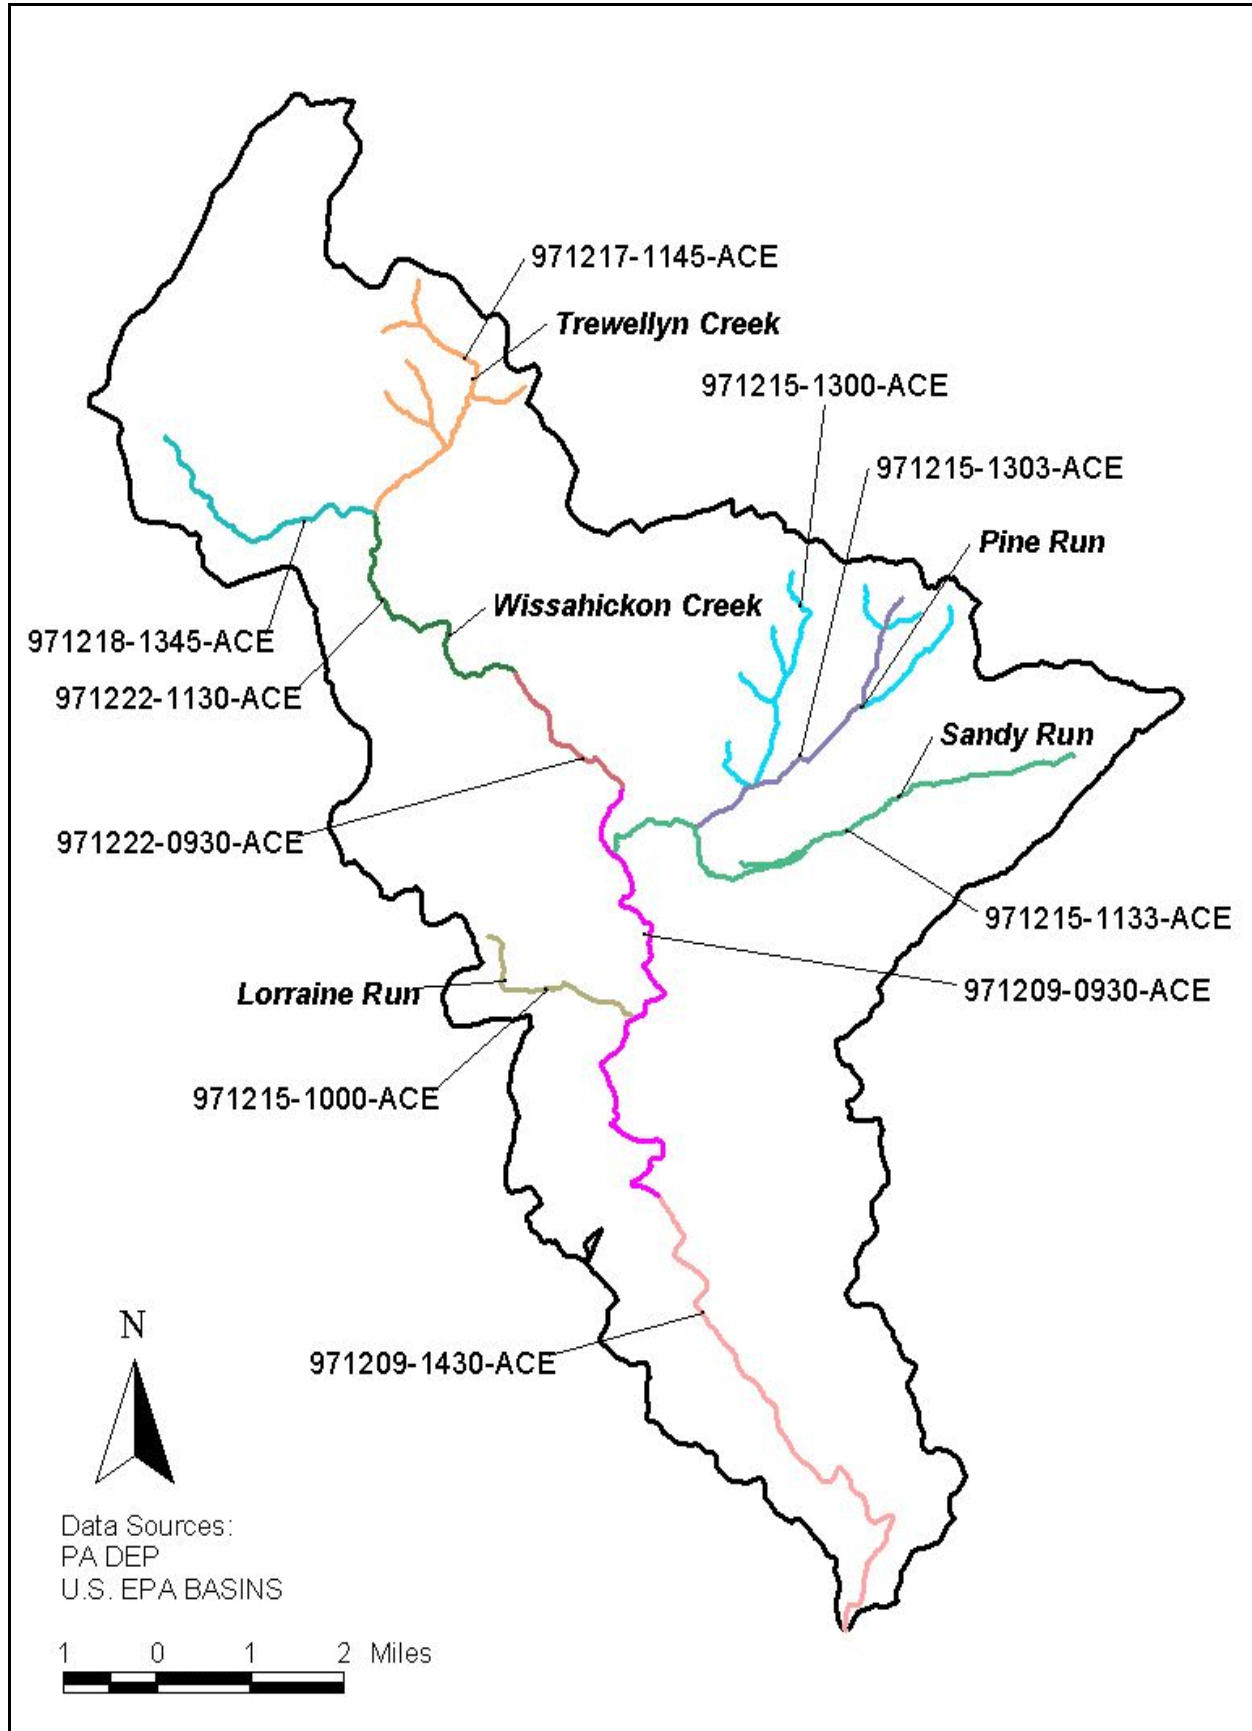 971217-1145-ACE
Trewellyn Creek
971215-1300-ACE
971215-1303-ACE
Pine Run
Wissahickon Creek
971218-1345-ACE
971222-1130-ACE
Sandy Run
971222-0930-ACE
971215-1133-ACE
971209-0930-ACE
Lorraine Run
971215-1000-ACE
971209-1430-ACE
N
Data Sources:
PA DEP
U.S. EPA BASINS
1 0 1 2 Miles